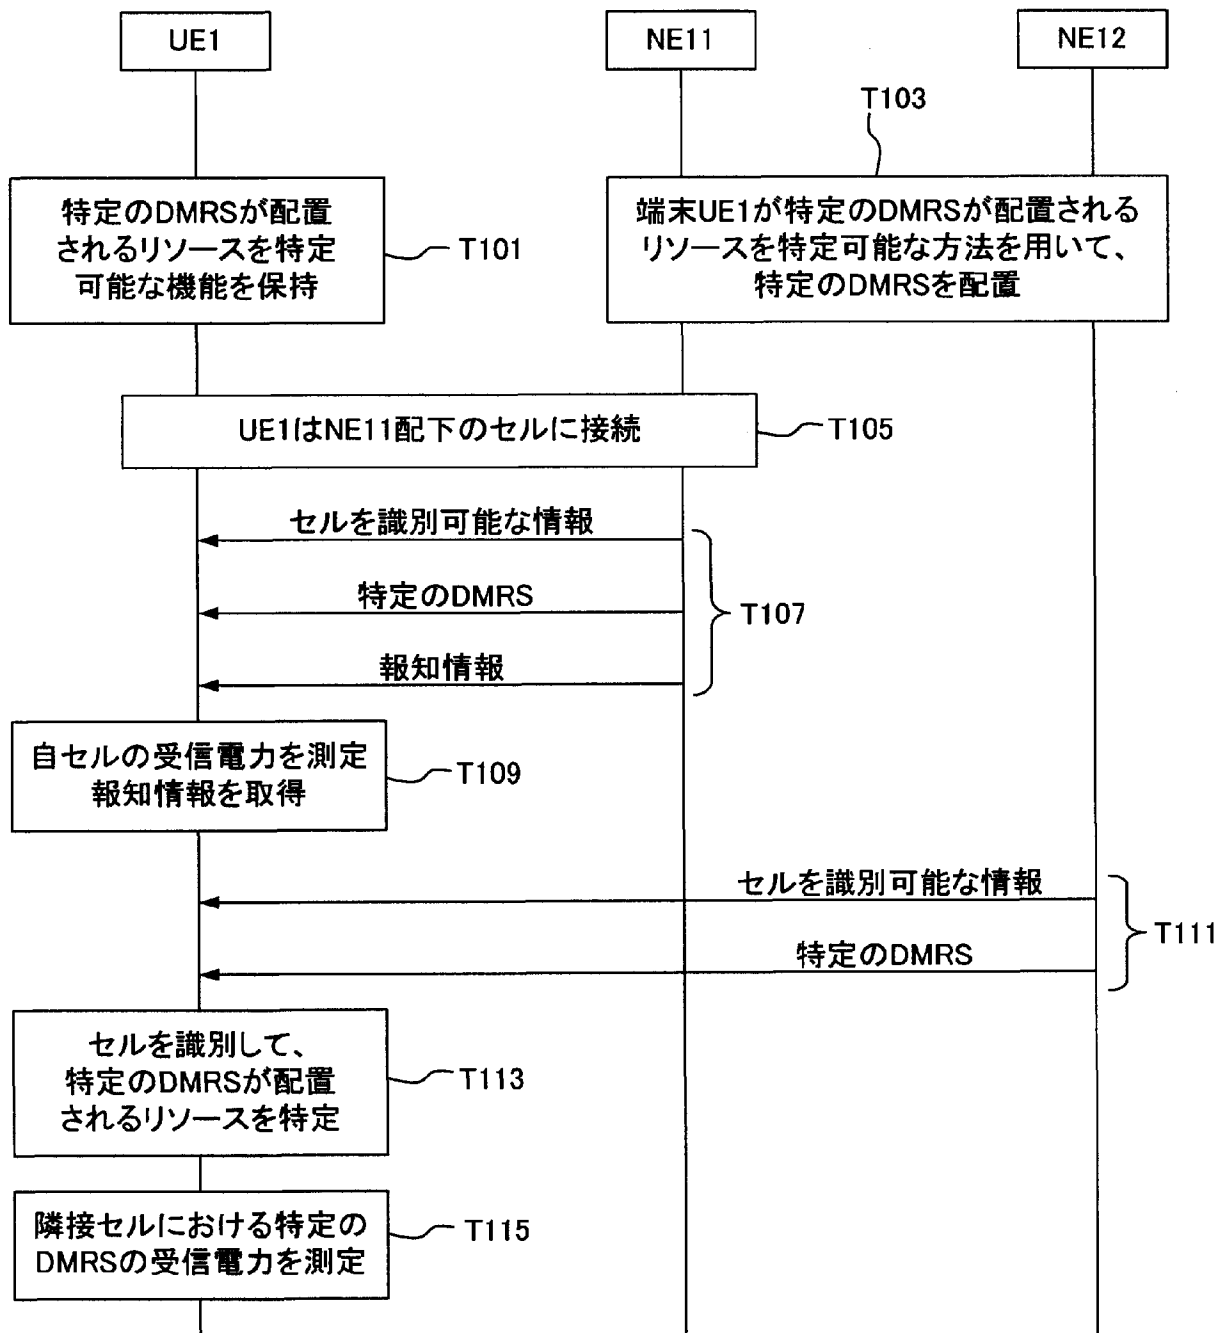 UE1
NE11
NE12
T103
特定のDMRSが配置
されるリソースを特定
可能な機能を保持
T101
端末UE1が特定のDMRSが配置される
リソースを特定可能な方法を用いて、
特定のDMRSを配置
UE1はNE11配下のセルに接続
T105
セルを識別可能な情報
特定のDMRS
報知情報
T107
自セルの受信電力を測定
報知情報を取得
T109
セルを識別可能な情報
特定のDMRS
T111
セルを識別して、
特定のDMRSが配置
されるリソースを特定
T113
隣接セルにおける特定の
DMRSの受信電力を測定
T115